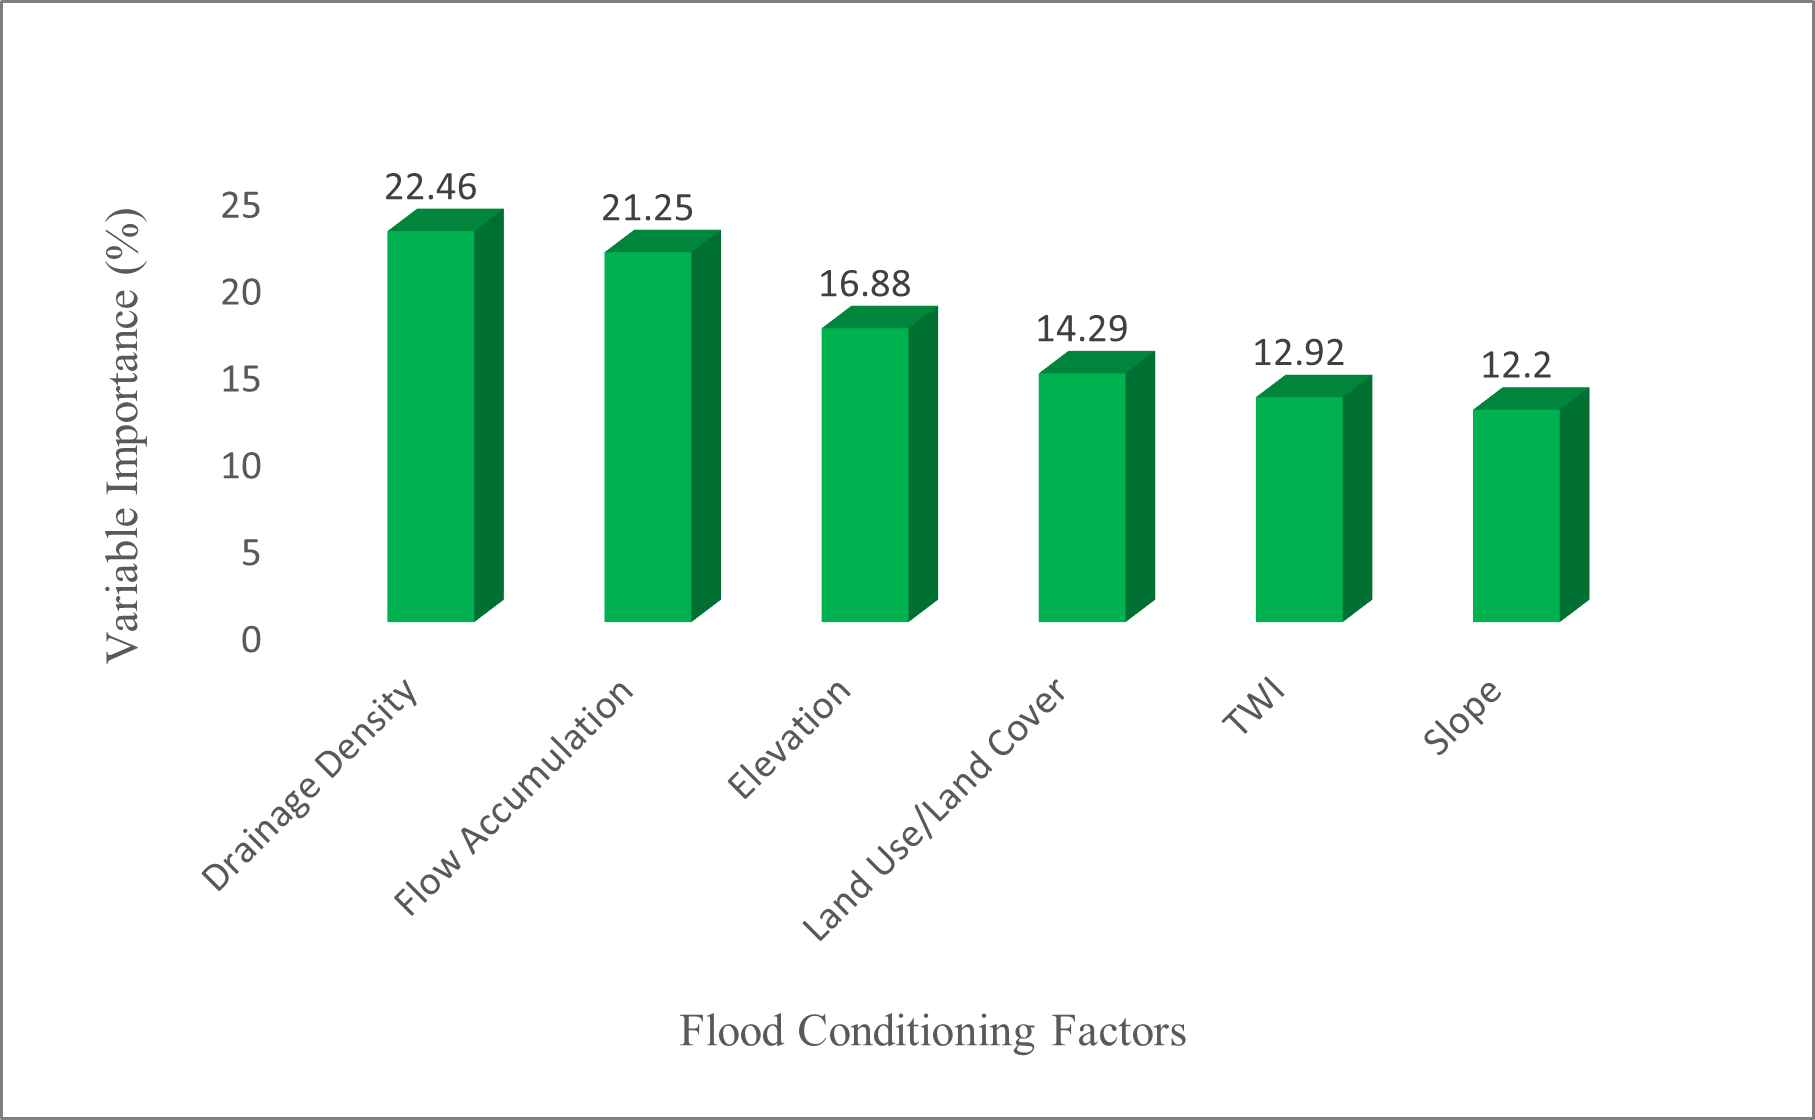 22.46
21.25
16.88
14.29
12.92
12.2
25
20
15
10
5
0
Variable Importance (%)
Drainage Density
Flow Accumulation
Elevation
Land Use/Land Cover
TWI
Slope
Flood Conditioning Factors